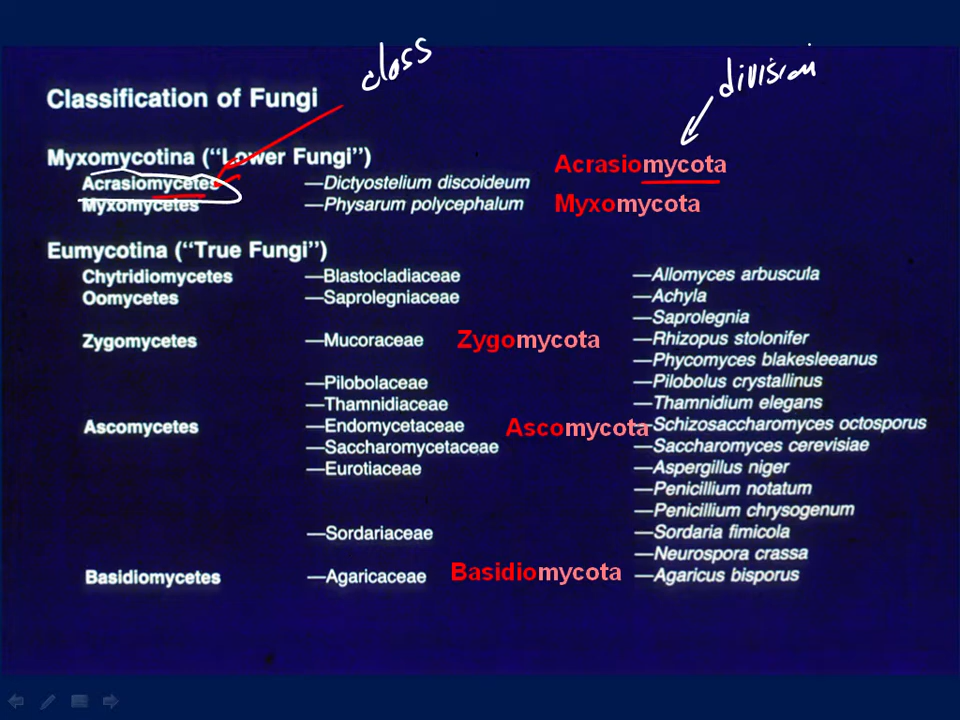 class
division
Classification of Fungi
Myxomycotina (“Lower Fungi”)
Acrasiomycetes —Dictyostelium discoideum Acrasiomycota
Myxomycetes —Physarum polycephalum Myxomycota
Eumycotina (“True Fungi”)
Chytridiomycetes —Blastocladiaceae —Allomyces arbuscula
Oomycetes —Saprolegniaceae —Achyla
—Saprolegnia
Zygomycetes —Mucoraceae Zygomycota —Rhizopus stolonifer
—Phycomyces blakesleeanus
—Pilobolaceae —Pilobolus crystallinus
—Thamnidiaceae —Thamnidium elegans
Ascomycetes —Endomycetaceae Ascomycota —Schizosaccharomyces octosporus
—Saccharomycetaceae —Saccharomyces cerevisiae
—Eurotiaceae —Aspergillus niger
—Penicillium notatum
—Penicillium chrysogenum
—Sordariaceae —Sordaria fimicola
—Neurospora crassa
Basidiomycetes —Agaricaceae Basidiomycota —Agaricus bisporus